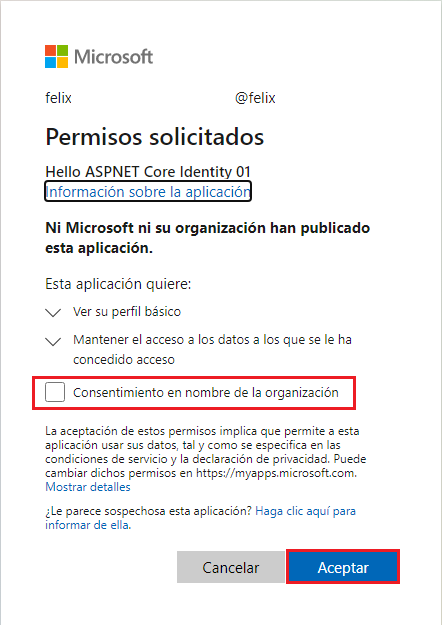 Microsoft
felix @felix
Permisos solicitados
Hello ASPNET Core Identity 01
Información sobre la aplicación
Ni Microsoft ni su organización han publicado
esta aplicación.
Esta aplicación quiere:
Ver su perfil básico
Mantener el acceso a los datos a los que se le ha
concedido acceso
Consentimiento en nombre de la organización
La aceptación de estos permisos implica que permite a esta
aplicación usar sus datos, tal y como se especifica en las
condiciones de servicio y la declaración de privacidad. Puede
cambiar dichos permisos en https://myapps.microsoft.com.
Mostrar detalles
¿Le parece sospechosa esta aplicación? Haga clic aquí para
informar de ella.
Cancelar Aceptar